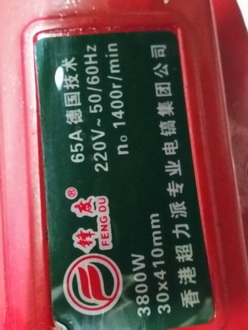 65A 德国技术
220V~50/60Hz
no 1400r/min
锋度®
FENG DU
3800W
30x410mm
香港超力派专业电镐集团公司